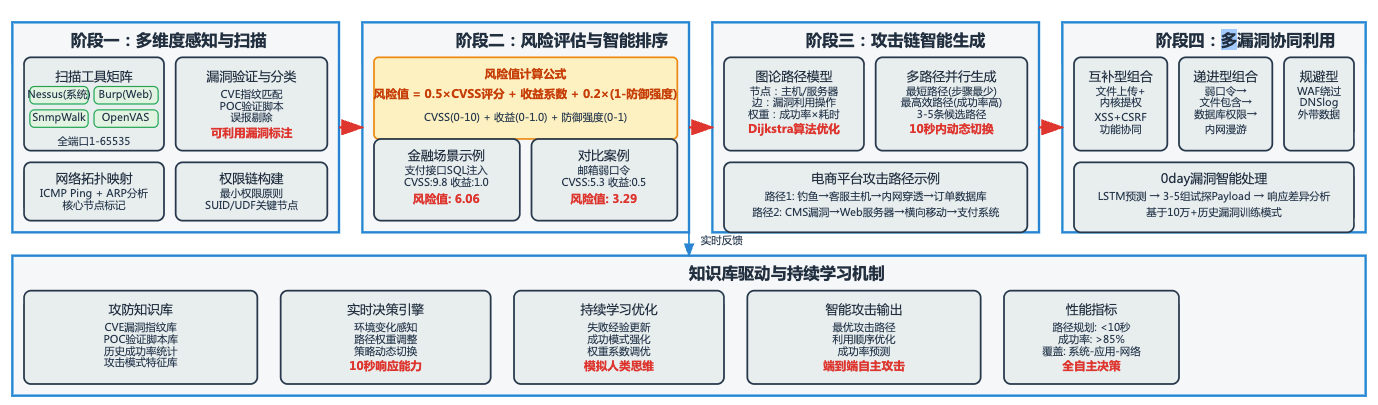 阶段一：多维度感知与扫描
扫描工具矩阵
Nessus(系统)
Burp(Web)
SnmpWalk
OpenVAS
全端口1-65535
漏洞验证与分类
CVE指纹匹配
POC验证脚本
误报剔除
可利用漏洞标注
网络拓扑映射
ICMP Ping + ARP分析
核心节点标记
权限链构建
最小权限原则
SUID/UDF关键节点
阶段二：风险评估与智能排序
风险值计算公式
风险值 = 0.5×CVSS评分 + 收益系数 + 0.2×(1-防御强度)
CVSS(0-10) + 收益(0-1.0) + 防御强度(0-1)
金融场景示例
支付接口SQL注入
CVSS:9.8 收益:1.0
风险值: 6.06
对比案例
邮箱弱口令
CVSS:5.3 收益:0.5
风险值: 3.29
阶段三：攻击链智能生成
图论路径模型
节点：主机/服务器
边：漏洞利用操作
权重：成功率×耗时
Dijkstra算法优化
多路径并行生成
最短路径(步骤最少)
最高效路径(成功率高)
3-5条候选路径
10秒内动态切换
电商平台攻击路径示例
路径1: 钓鱼→客服主机→内网穿透→订单数据库
路径2: CMS漏洞→Web服务器→横向移动→支付系统
阶段四：多漏洞协同利用
互补型组合
文件上传+
内核提权
XSS+CSRF
功能协同
递进型组合
弱口令→
文件包含→
数据库权限→
内网漫游
规避型
WAF绕过
DNSlog
外带数据
0day漏洞智能处理
LSTM预测 → 3-5组试探Payload → 响应差异分析
基于10万+历史漏洞训练模式
实时反馈
知识库驱动与持续学习机制
攻防知识库
CVE漏洞指纹库
POC验证脚本库
历史成功率统计
攻击模式特征库
实时决策引擎
环境变化感知
路径权重调整
策略动态切换
10秒响应能力
持续学习优化
失败经验更新
成功模式强化
权重系数调优
模拟人类思维
智能攻击输出
最优攻击路径
利用顺序优化
成功率预测
端到端自主攻击
性能指标
路径规划: <10秒
成功率: >85%
覆盖: 系统-应用-网络
全自主决策